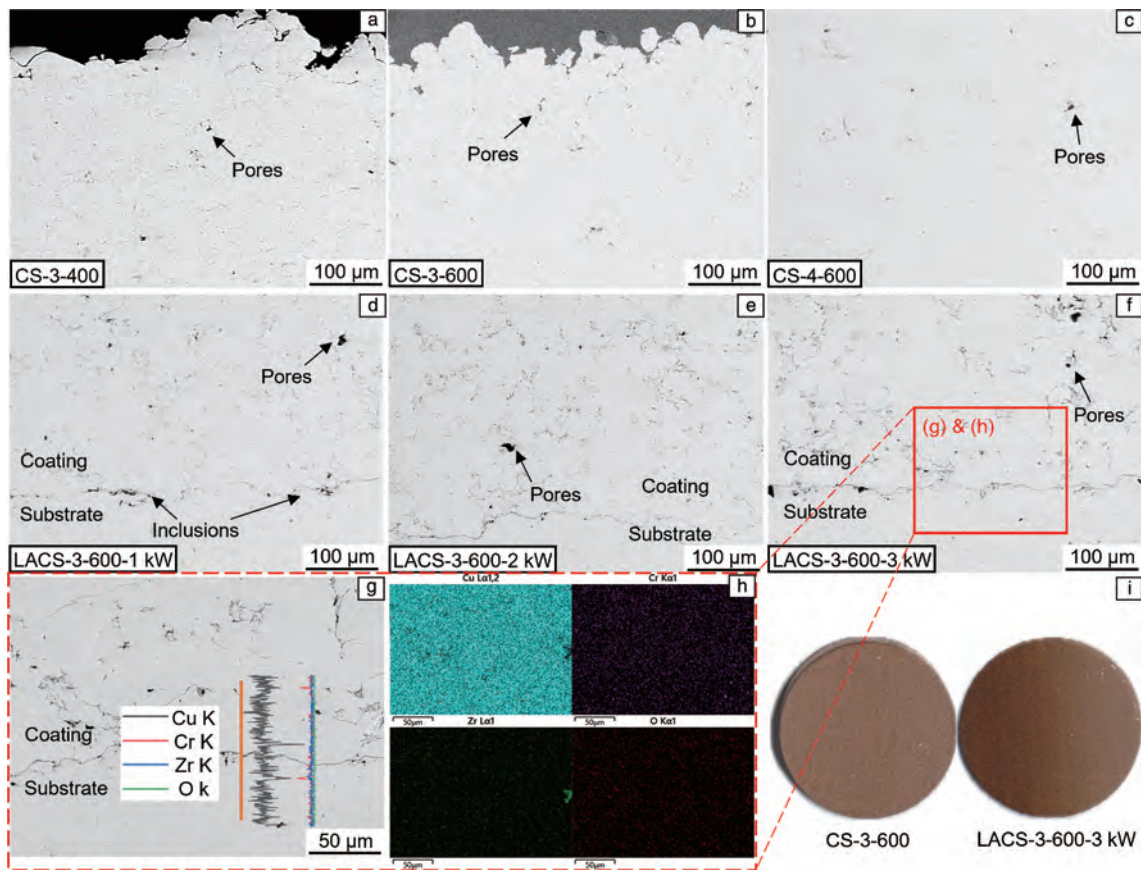 a
Pores
CS-3-400
100 µm
b
Pores
CS-3-600
100 µm
c
Pores
CS-4-600
100 µm
d
Pores
Coating
Substrate
Inclusions
LACS-3-600-1 kW
100 µm
e
Pores
Coating
Substrate
LACS-3-600-2 kW
100 µm
f
Pores
(g) & (h)
Coating
Substrate
LACS-3-600-3 kW
100 µm
g
Coating
Substrate
Cu K
Cr K
Zr K
O k
50 µm
h
Cu Lα1,2
Cr Kα1
50µm
50µm
Zr Lα1
O Kα1
50µm
50µm
i
CS-3-600
LACS-3-600-3 kW